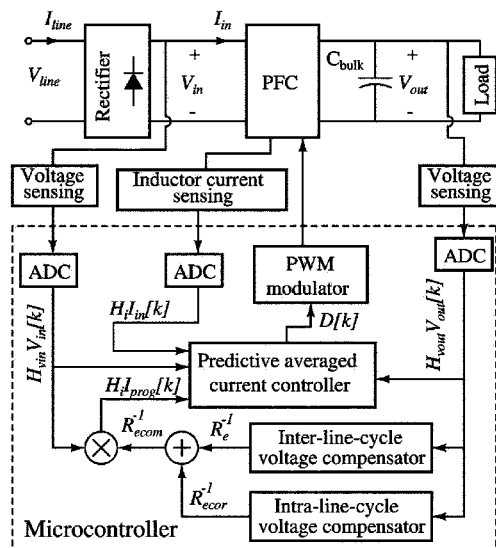 I_line
I_in
V_line
Rectifier
+
V_in
-
PFC
C_bulk
+
V_out
-
Load
Voltage
sensing
Inductor current
sensing
Voltage
sensing
ADC
ADC
PWM
modulator
ADC
H_vin V_in[k]
H_i I_in[k]
D[k]
H_vout V_out[k]
Predictive averaged
current controller
H_i I_prog[k]
×
R_ecom^-1
+
R_e^-1
Inter-line-cycle
voltage compensator
R_ecor^-1
Intra-line-cycle
voltage compensator
Microcontroller